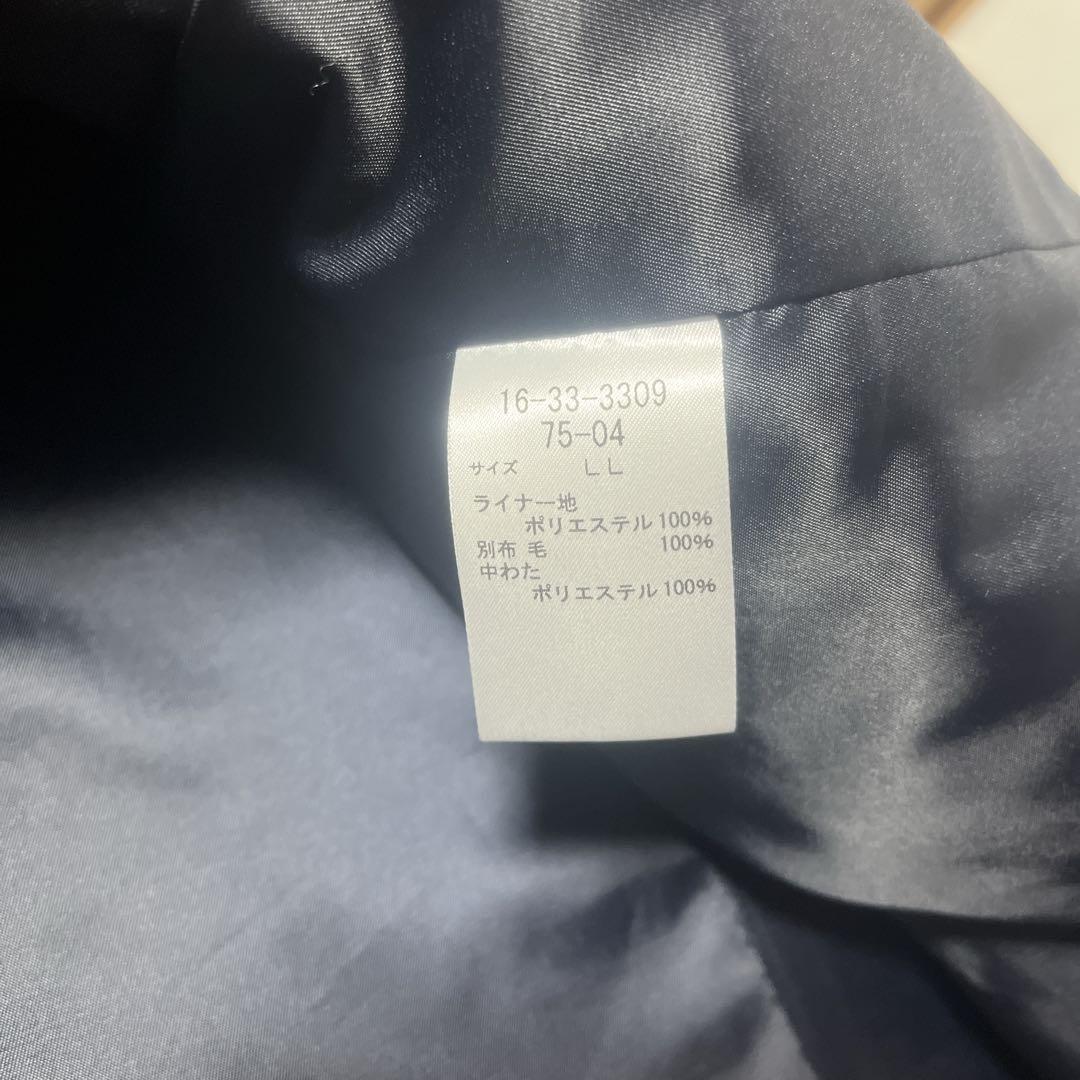 16-33-3309
75-04
サイズ LL
ライナー地
ポリエステル100%
別布 毛 100%
中わた
ポリエステル100%